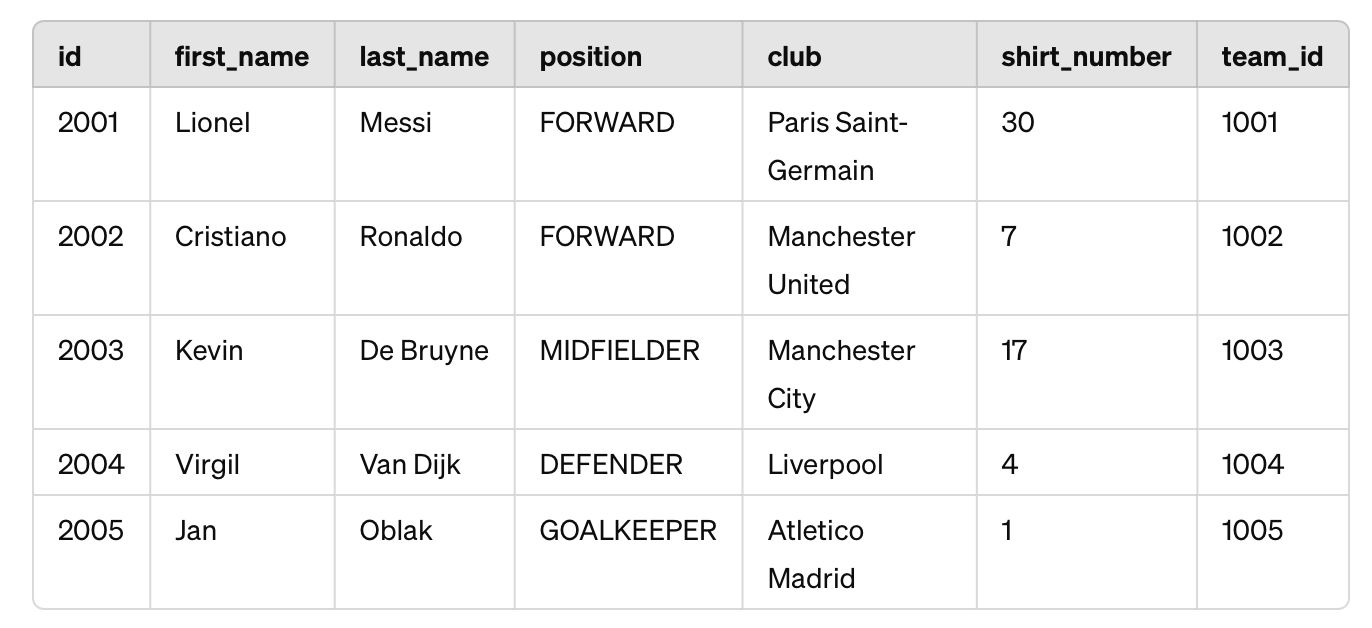 id first_name last_name position club shirt_number team_id
2001 Lionel Messi FORWARD Paris Saint- 30 1001
Germain
2002 Cristiano Ronaldo FORWARD Manchester 7 1002
United
2003 Kevin De Bruyne MIDFIELDER Manchester 17 1003
City
2004 Virgil Van Dijk DEFENDER Liverpool 4 1004
2005 Jan Oblak GOALKEEPER Atletico 1 1005
Madrid